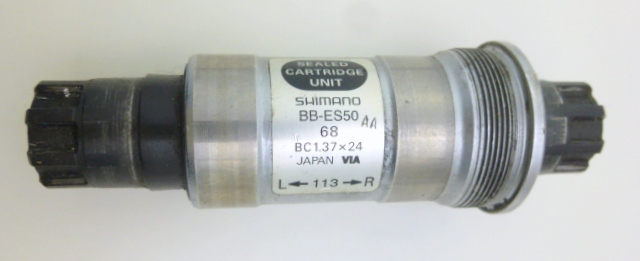 SEALED
CARTRIDGE
UNIT
SHIMANO
BB-ES50
AA
68
BC1.37×24
JAPAN VIA
L←113→R